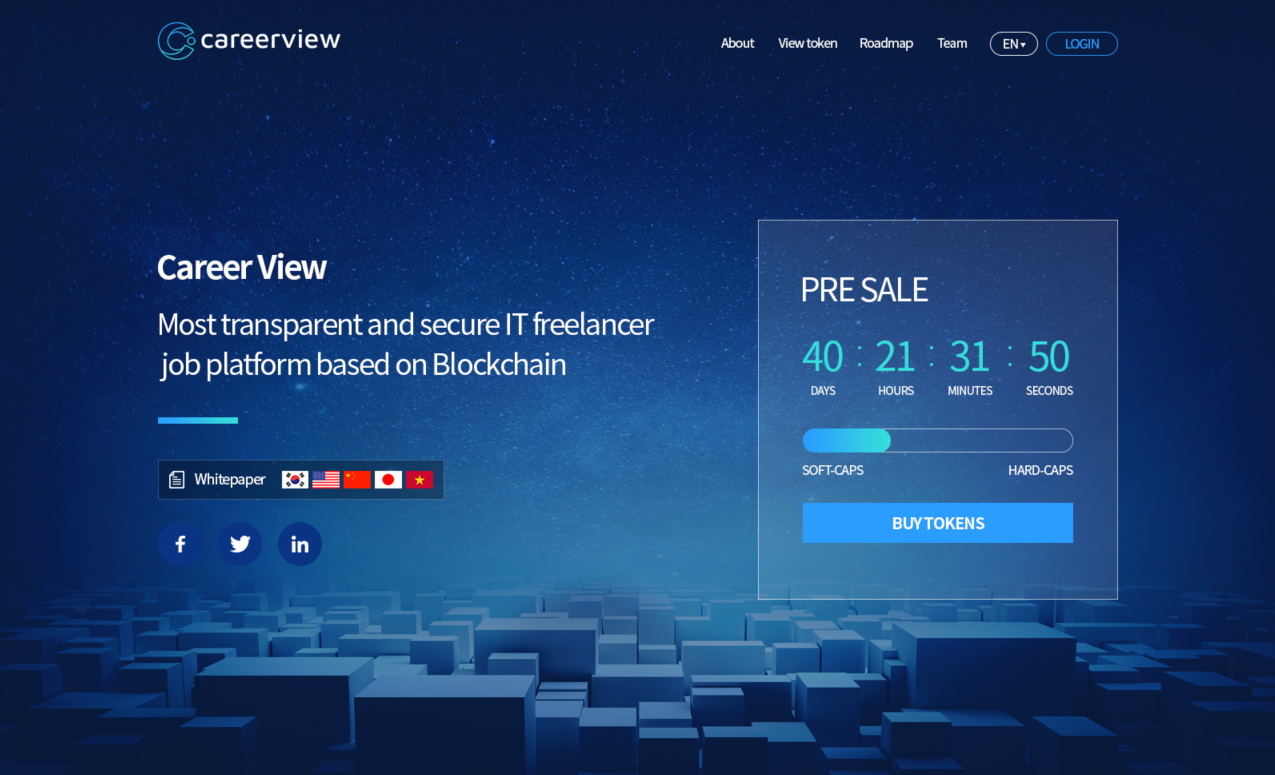 careerview
About View token Roadmap Team EN ▾ LOGIN
Career View
Most transparent and secure IT freelancer
job platform based on Blockchain
Whitepaper
PRE SALE
40 : 21 : 31 : 50
DAYS HOURS MINUTES SECONDS
SOFT-CAPS HARD-CAPS
BUY TOKENS